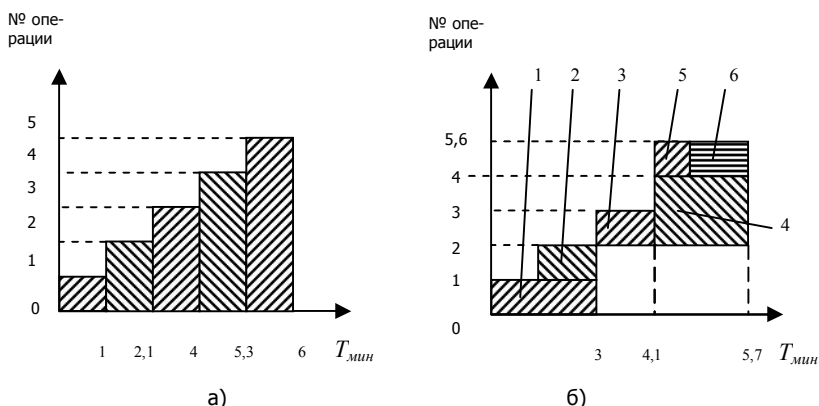 № опе-
рации
5
4
3
2
1
0
1 2,1 4 5,3 6 Tмин
а)
№ опе-
рации
1 2 3 5 6
5,6
4
3
2
4
1
0
3 4,1 5,7 Tмин
б)